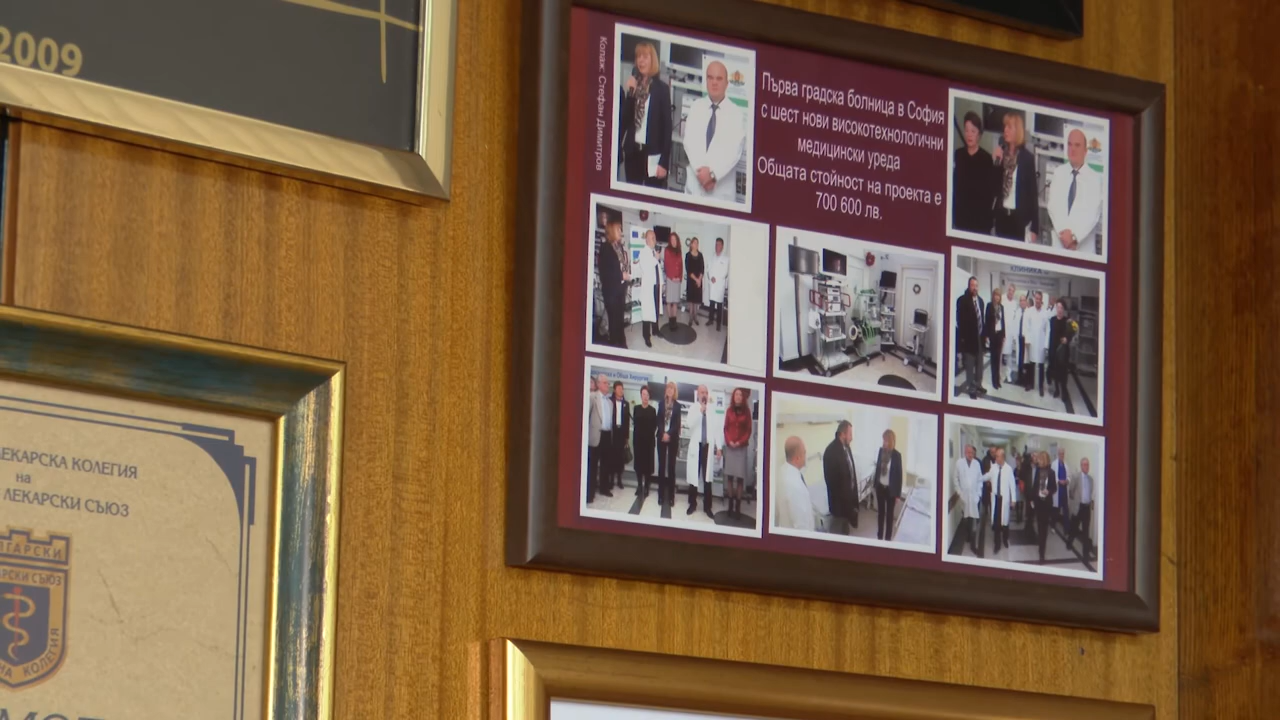 2009
Колаж: Стефан Димитров
Първа градска болница в София
с шест нови високотехнологични
медицински уреда
Общата стойност на проекта е
700 600 лв.
ЛЕКАРСКА КОЛЕГИЯ
на
ЛЕКАРСКИ СЪЮЗ